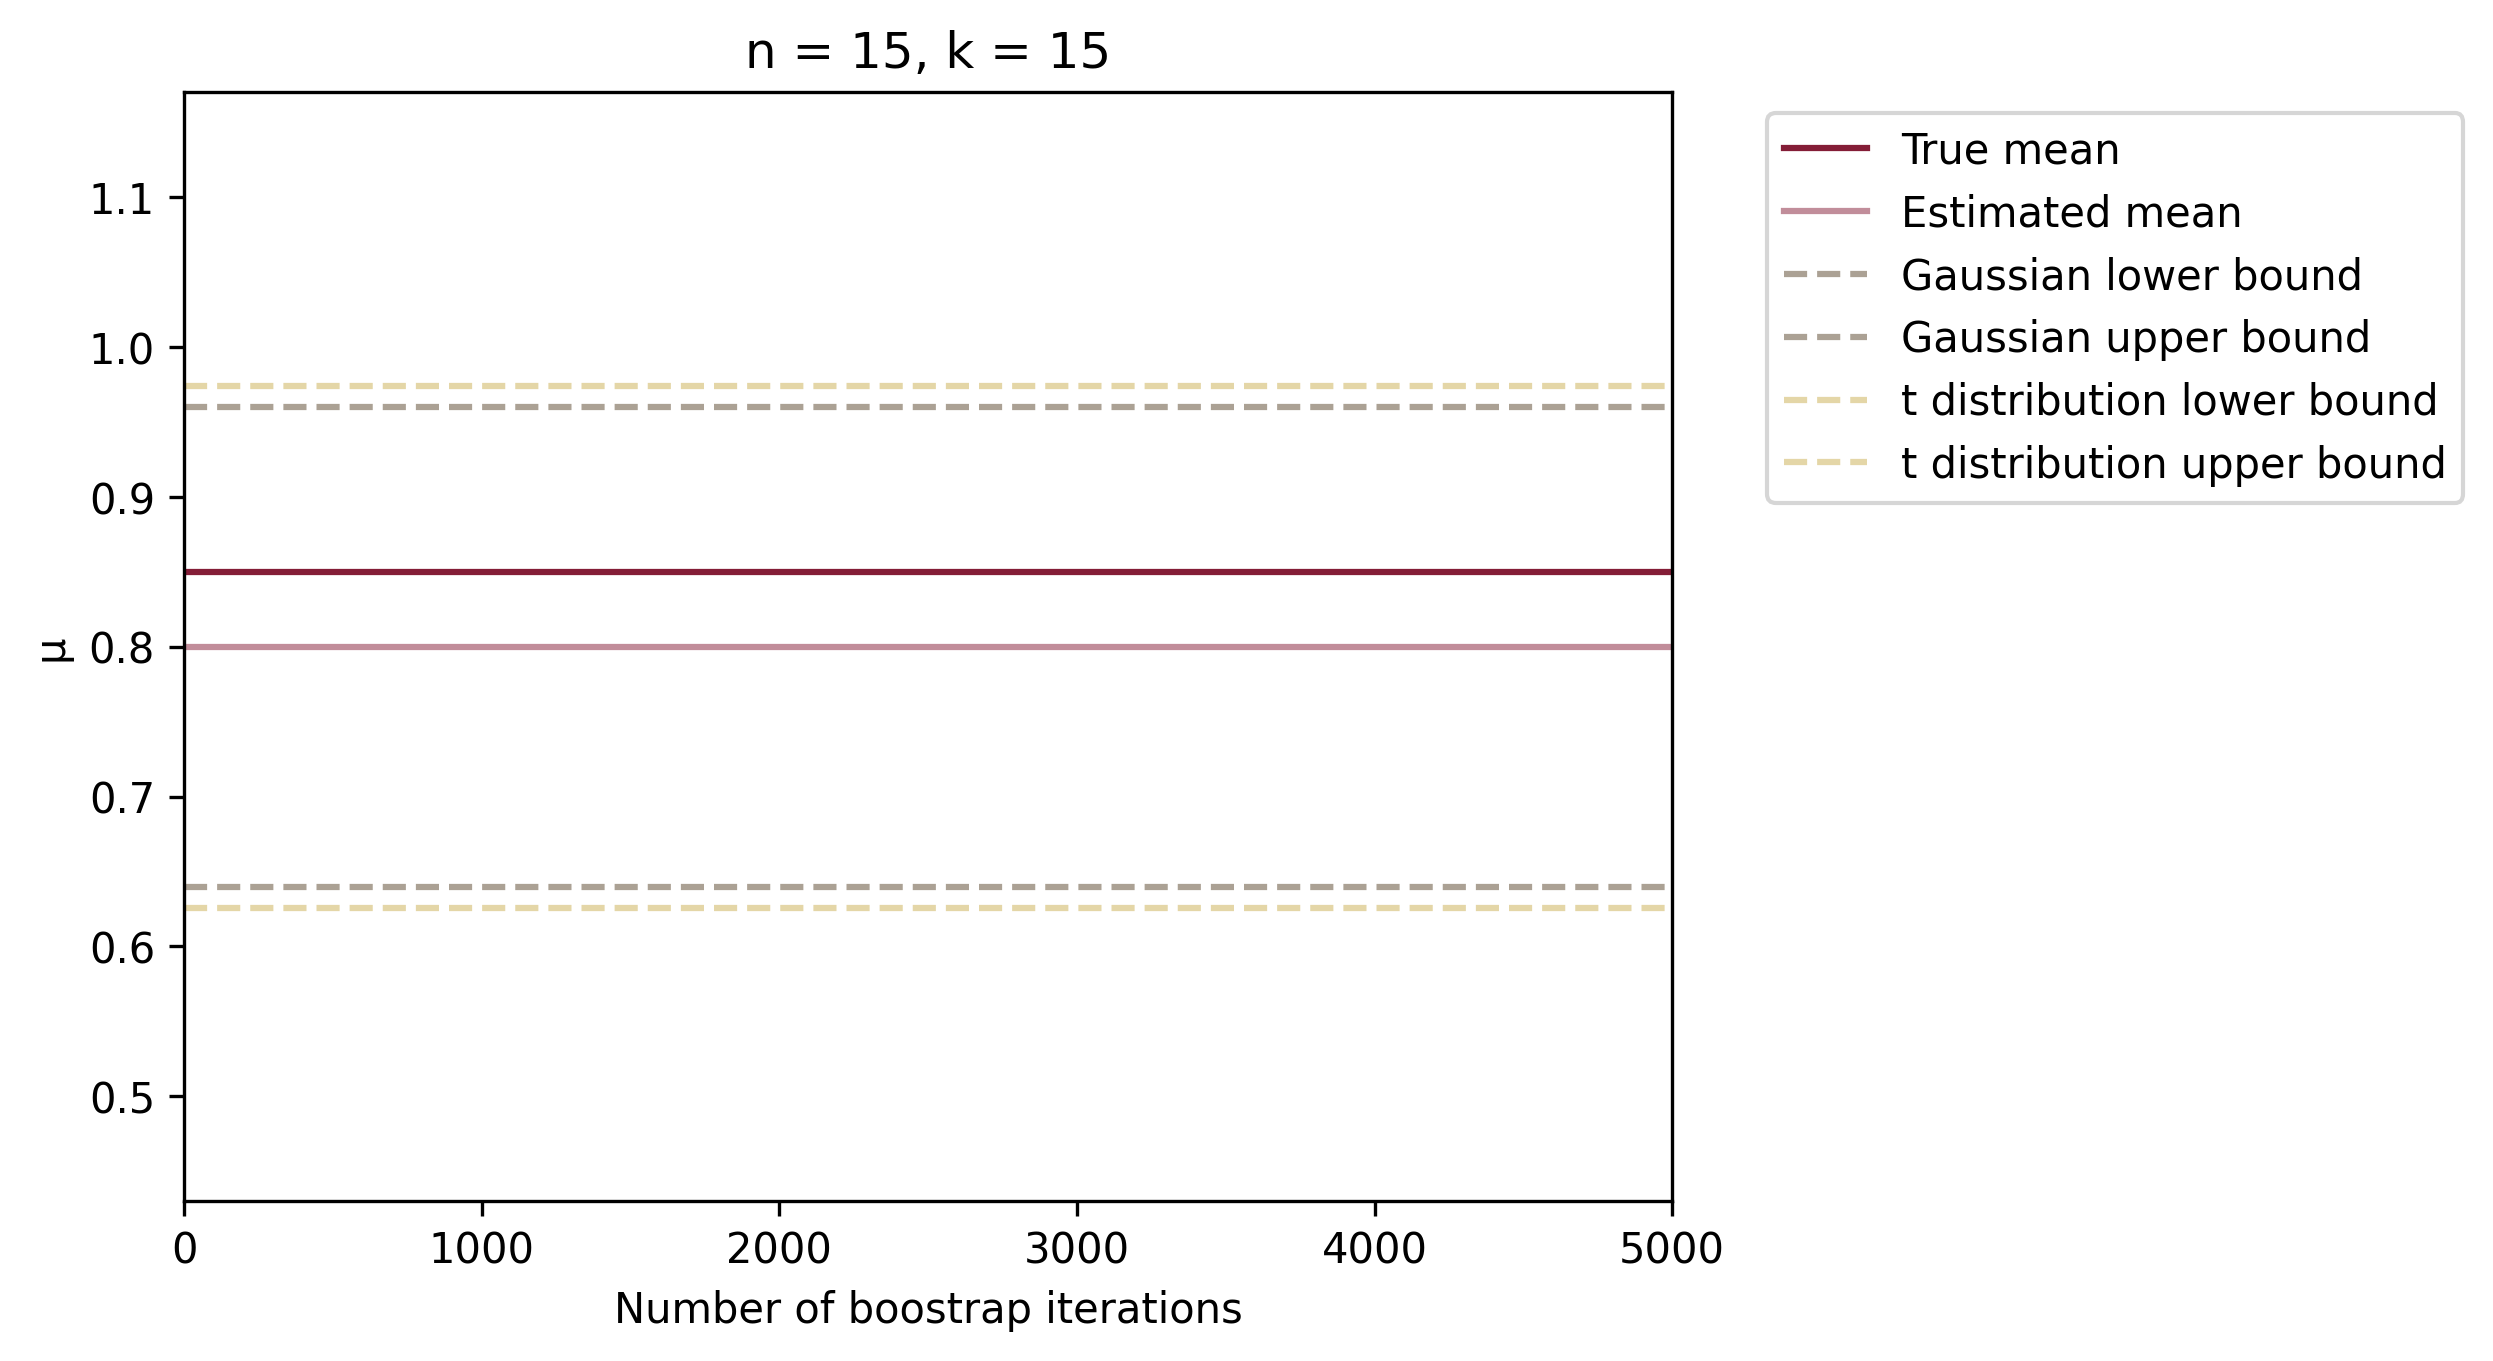 n = 15, k = 15
True mean
Estimated mean
Gaussian lower bound
Gaussian upper bound
t distribution lower bound
t distribution upper bound
μ
1.1
1.0
0.9
0.8
0.7
0.6
0.5
0 1000 2000 3000 4000 5000
Number of boostrap iterations